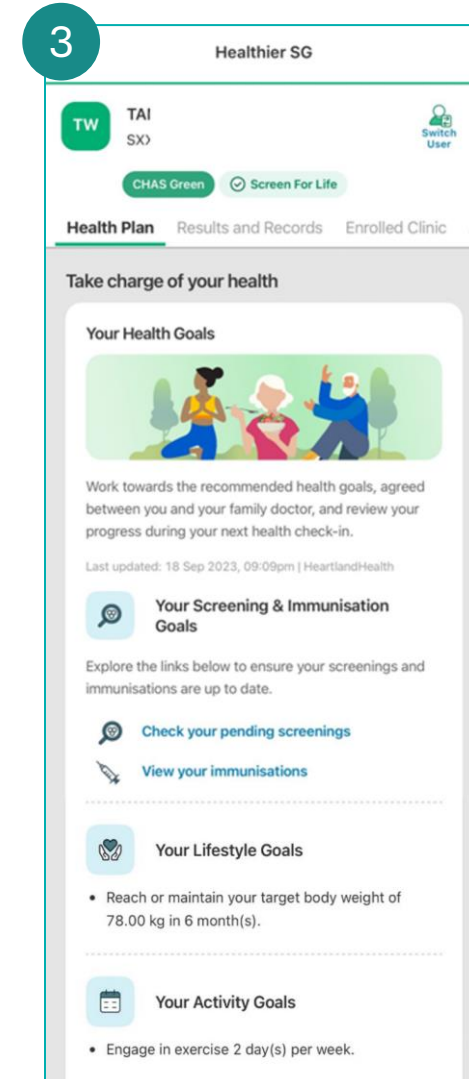 3
Healthier SG
TW
TAI
SX
Switch
User
CHAS Green
Screen For Life
Health Plan Results and Records Enrolled Clinic
Take charge of your health
Your Health Goals
Work towards the recommended health goals, agreed
between you and your family doctor, and review your
progress during your next health check-in.
Last updated: 18 Sep 2023, 09:09pm | HeartlandHealth
Your Screening & Immunisation
Goals
Explore the links below to ensure your screenings and
immunisations are up to date.
Check your pending screenings
View your immunisations
Your Lifestyle Goals
• Reach or maintain your target body weight of
78.00 kg in 6 month(s).
Your Activity Goals
• Engage in exercise 2 day(s) per week.